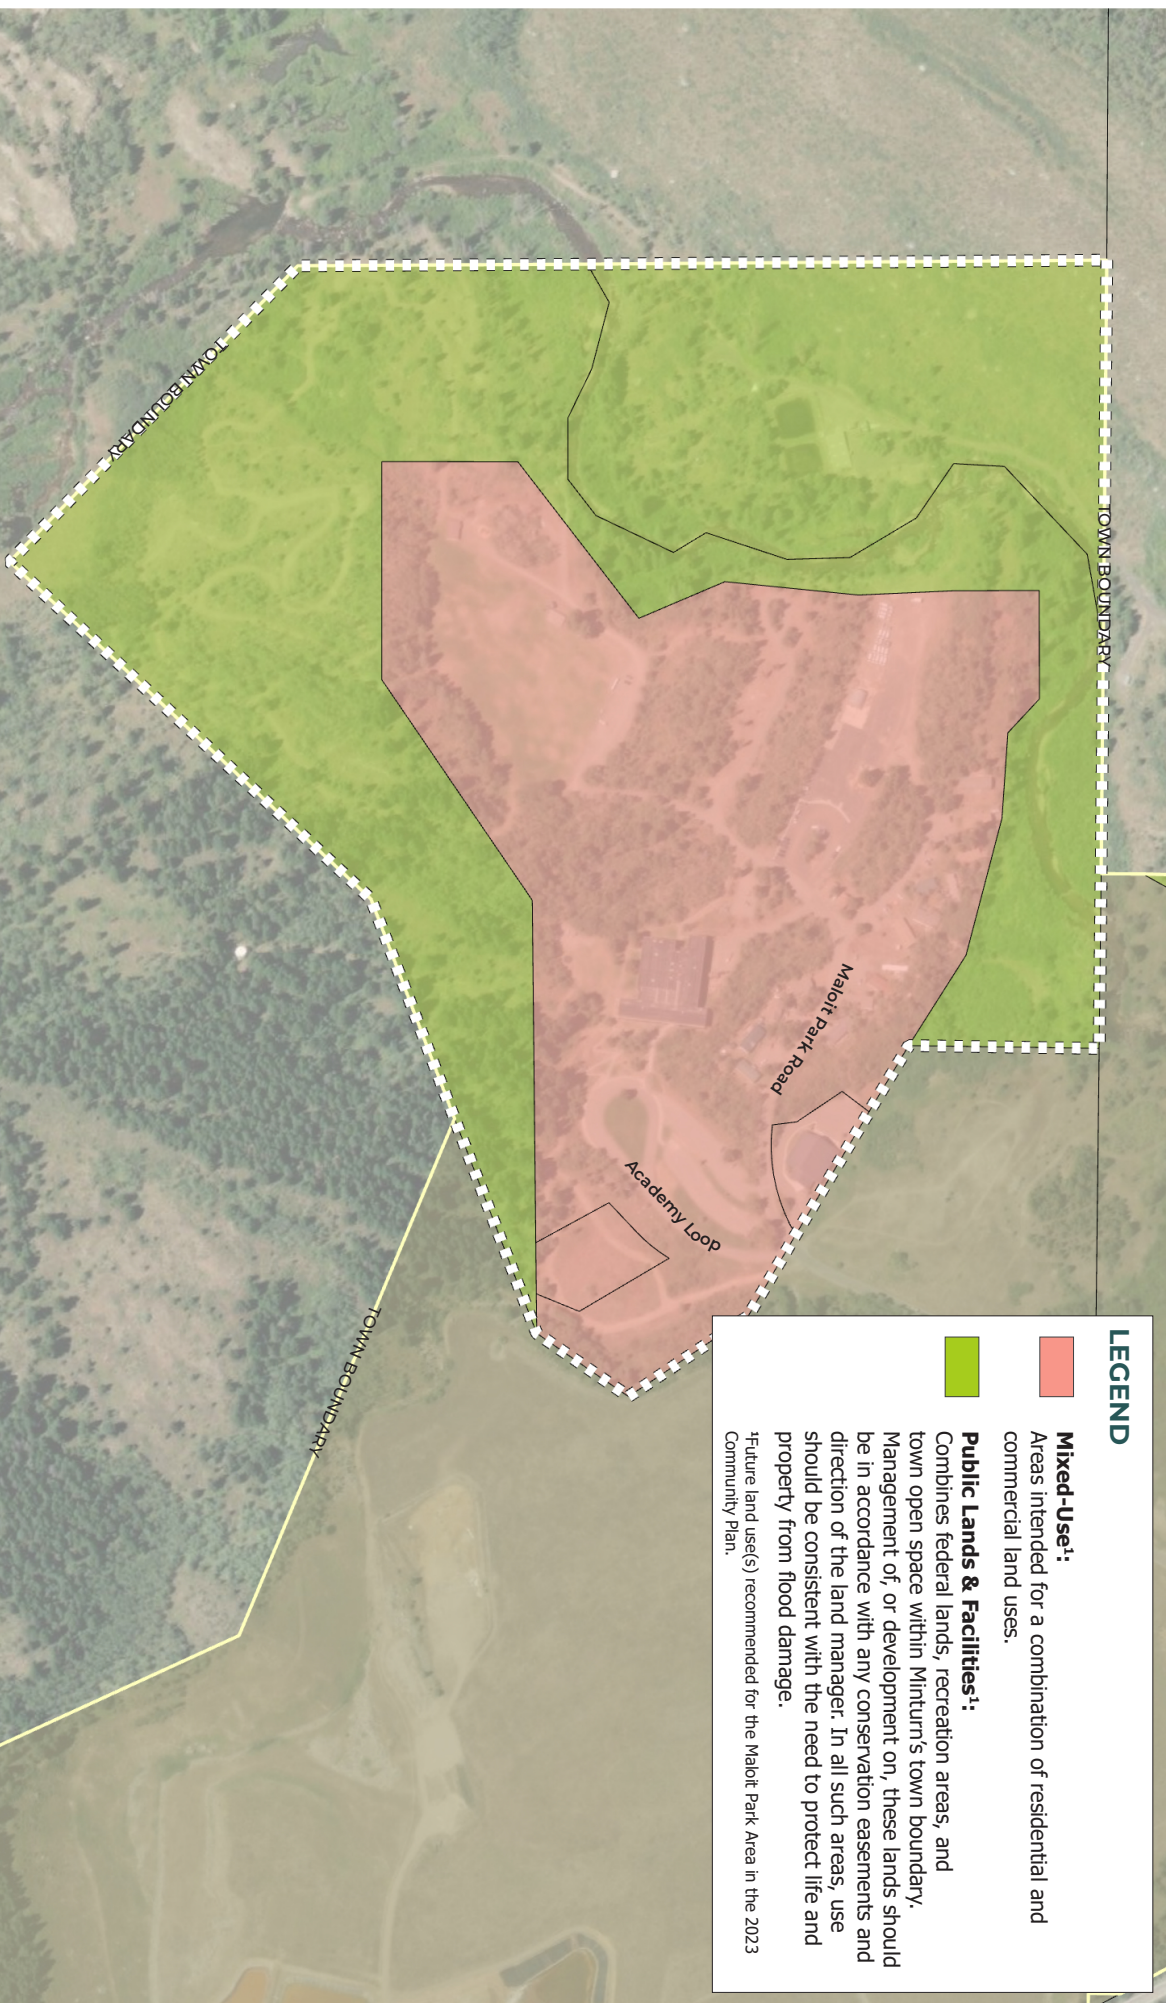 LEGEND
Mixed-Use¹:
Areas intended for a combination of residential and
commercial land uses.
Public Lands & Facilities¹:
Combines federal lands, recreation areas, and
town open space within Minturn's town boundary.
Management of, or development on, these lands should
be in accordance with any conservation easements and
direction of the land manager. In all such areas, use
should be consistent with the need to protect life and
property from flood damage.
¹Future land use(s) recommended for the Maloit Park Area in the 2023
Community Plan.
TOWN BOUNDARY
TOWN BOUNDARY
Maloit Park Road
Academy Loop
TOWN BOUNDARY